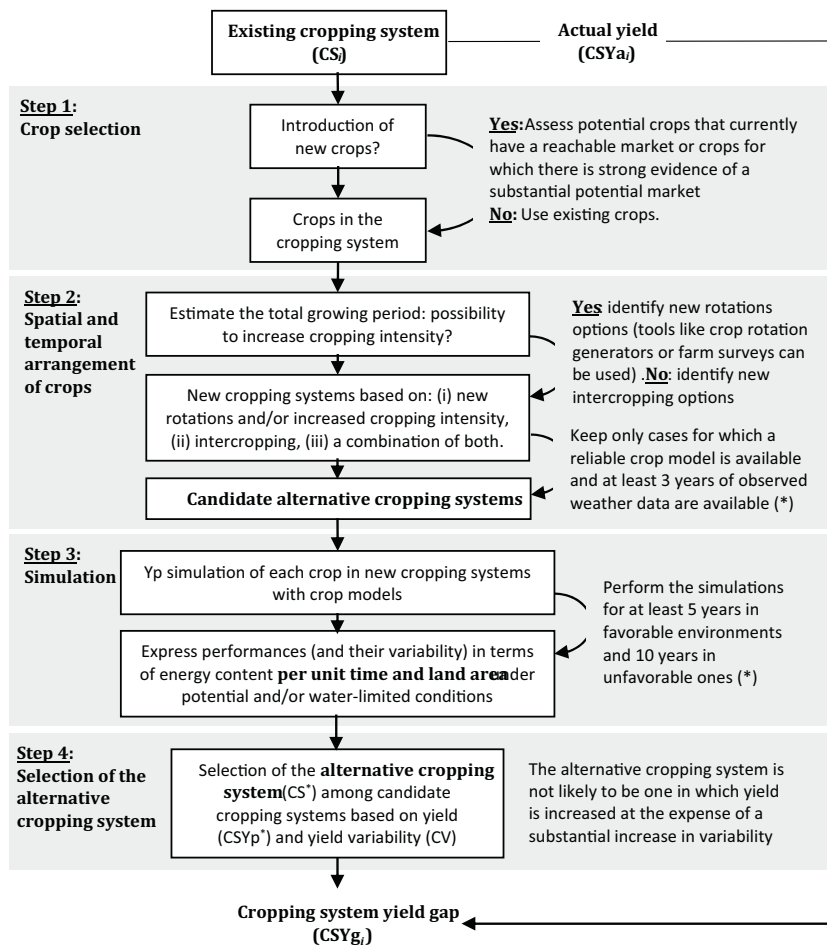 Existing cropping system
(CSi)
Actual yield
(CSYai)
Step 1:
Crop selection
Introduction of
new crops?
Yes:Assess potential crops that currently
have a reachable market or crops for
which there is strong evidence of a
substantial potential market
No: Use existing crops.
Crops in the
cropping system
Step 2:
Spatial and
temporal
arrangement
of crops
Estimate the total growing period: possibility
to increase cropping intensity?
Yes: identify new rotations
options (tools like crop rotation
generators or farm surveys can
be used) .No: identify new
intercropping options
New cropping systems based on: (i) new
rotations and/or increased cropping intensity,
(ii) intercropping, (iii) a combination of both.
Keep only cases for which a
reliable crop model is available
and at least 3 years of observed
weather data are available (*)
Candidate alternative cropping systems
Step 3:
Simulation
Yp simulation of each crop in new cropping systems
with crop models
Perform the simulations
for at least 5 years in
favorable environments
and 10 years in
unfavorable ones (*)
Express performances (and their variability) in terms
of energy content per unit time and land area under
potential and/or water-limited conditions
Step 4:
Selection of the
alternative
cropping system
Selection of the alternative cropping
system(CS*) among candidate
cropping systems based on yield
(CSYp*) and yield variability (CV)
The alternative cropping system is
not likely to be one in which yield
is increased at the expense of a
substantial increase in variability
Cropping system yield gap
(CSYgi)